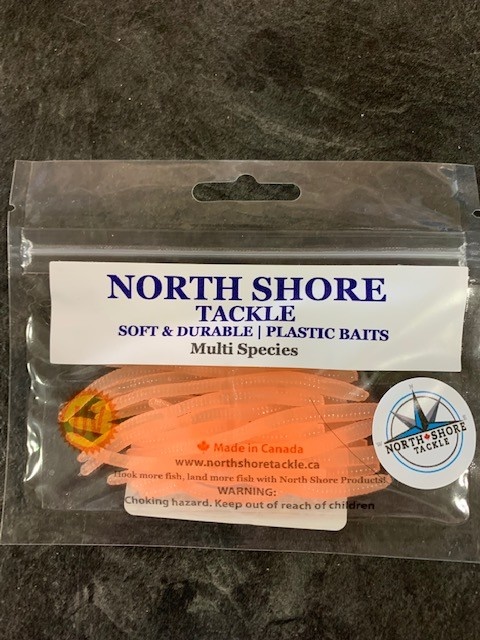 NORTH SHORE
TACKLE
SOFT & DURABLE | PLASTIC BAITS
Multi Species
NORTH SHORE
TACKLE
Made in Canada
www.northshoretackle.ca
Hook more fish, land more fish with North Shore Products!
WARNING:
Choking hazard. Keep out of reach of children